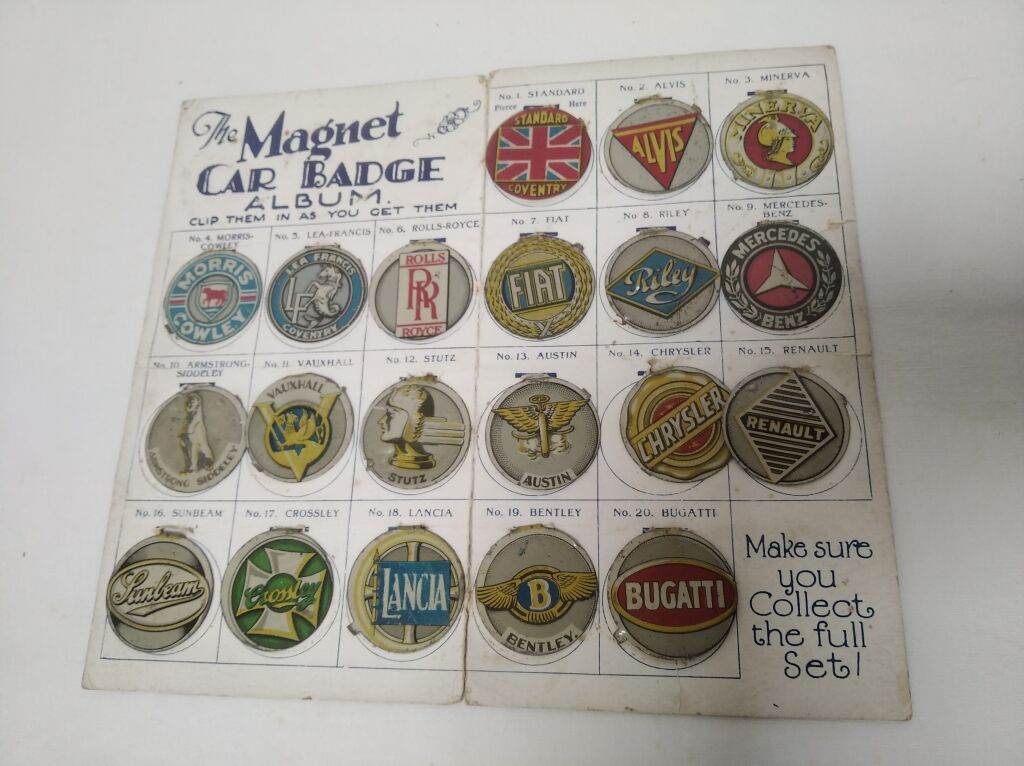 The Magnet
CAR BADGE
ALBUM.
CLIP THEM IN AS YOU GET THEM
No. 1. STANDARD
Pierce Here
STANDARD
COVENTRY
No. 2. ALVIS
ALVIS
No. 3. MINERVA
MINERVA
No. 4. MORRIS-
COWLEY
MORRIS
COWLEY
No. 5. LEA-FRANCIS
LEA FRANCIS
LF
COVENTRY
No. 6. ROLLS-ROYCE
ROLLS
RR
ROYCE
No. 7. FIAT
FIAT
No. 8. RILEY
Riley
No. 9. MERCEDES-
BENZ
MERCEDES
BENZ
No. 10. ARMSTRONG-
SIDDELEY
ARMSTRONG SIDDELEY
No. 11. VAUXHALL
VAUXHALL
V
No. 12. STUTZ
STUTZ
No. 13. AUSTIN
AUSTIN
No. 14. CHRYSLER
CHRYSLER
No. 15. RENAULT
RENAULT
No. 16. SUNBEAM
Sunbeam
No. 17. CROSSLEY
Crossley
No. 18. LANCIA
LANCIA
No. 19. BENTLEY
B
BENTLEY.
No. 20. BUGATTI
BUGATTI
Make sure
you
Collect
the full
Set!